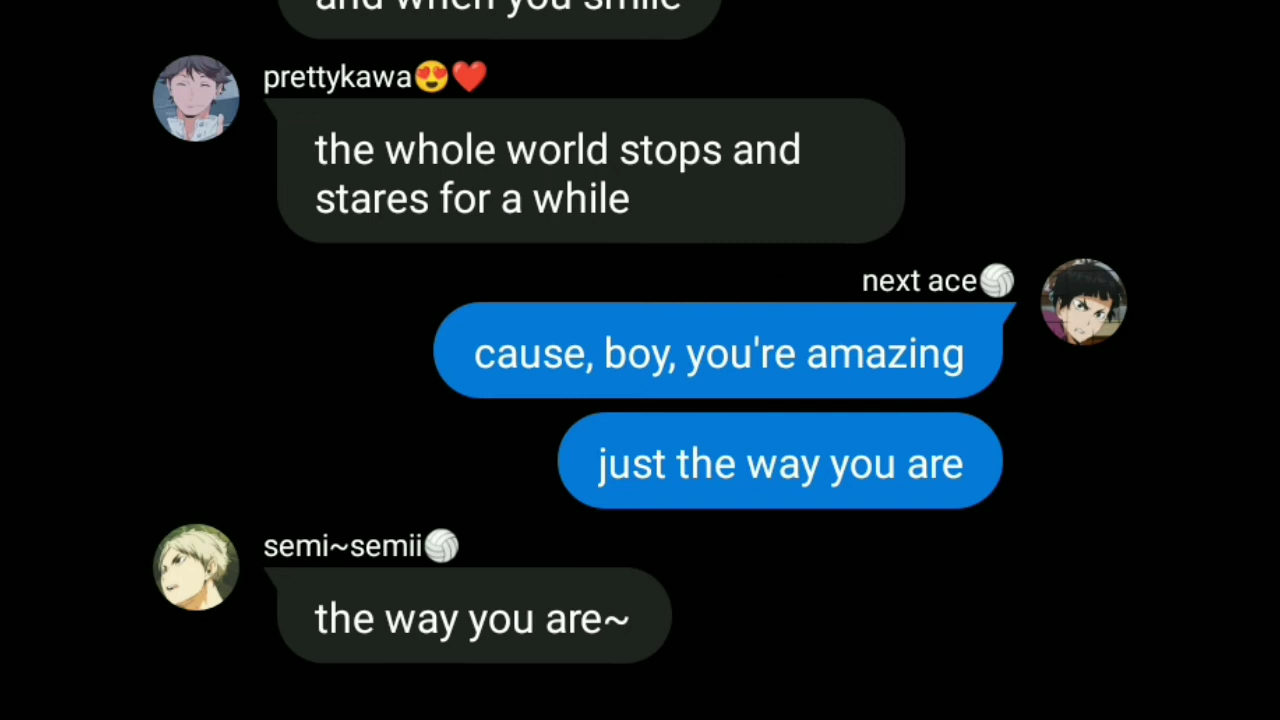 and when you smile
prettykawa😍❤️
the whole world stops and
stares for a while
next ace🏐
cause, boy, you're amazing
just the way you are
semi~semii🏐
the way you are~